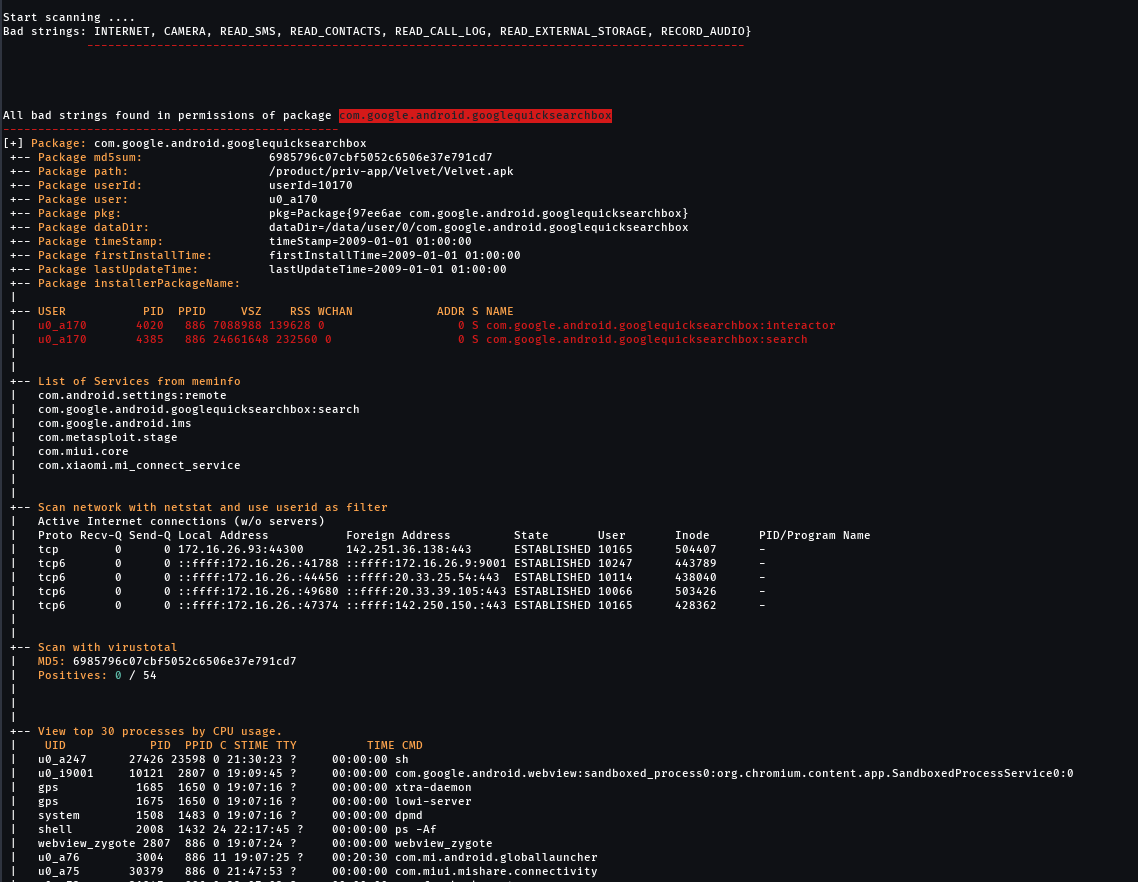 Start scanning ....
Bad strings: INTERNET, CAMERA, READ_SMS, READ_CONTACTS, READ_CALL_LOG, READ_EXTERNAL_STORAGE, RECORD_AUDIO}
All bad strings found in permissions of package com.google.android.googlequicksearchbox
[+] Package: com.google.android.googlequicksearchbox
+-- Package md5sum: 6985796c07cbf5052c6506e37e791cd7
+-- Package path: /product/priv-app/Velvet/Velvet.apk
+-- Package userId: userId=10170
+-- Package user: u0_a170
+-- Package pkg: pkg=Package{97ee6ae com.google.android.googlequicksearchbox}
+-- Package dataDir: dataDir=/data/user/0/com.google.android.googlequicksearchbox
+-- Package timeStamp: timeStamp=2009-01-01 01:00:00
+-- Package firstInstallTime: firstInstallTime=2009-01-01 01:00:00
+-- Package lastUpdateTime: lastUpdateTime=2009-01-01 01:00:00
+-- Package installerPackageName:
|
+-- USER PID PPID VSZ RSS WCHAN ADDR S NAME
| u0_a170 4020 886 7088988 139628 0 0 S com.google.android.googlequicksearchbox:interactor
| u0_a170 4385 886 24661648 232560 0 0 S com.google.android.googlequicksearchbox:search
|
|
+-- List of Services from meminfo
| com.android.settings:remote
| com.google.android.googlequicksearchbox:search
| com.google.android.ims
| com.metasploit.stage
| com.miui.core
| com.xiaomi.mi_connect_service
|
|
+-- Scan network with netstat and use userid as filter
| Active Internet connections (w/o servers)
| Proto Recv-Q Send-Q Local Address Foreign Address State User Inode PID/Program Name
| tcp 0 0 172.16.26.93:44300 142.251.36.138:443 ESTABLISHED 10165 504407 -
| tcp6 0 0 ::ffff:172.16.26.:41788 ::ffff:172.16.26.9:9001 ESTABLISHED 10247 443789 -
| tcp6 0 0 ::ffff:172.16.26.:44456 ::ffff:20.33.25.54:443 ESTABLISHED 10114 438040 -
| tcp6 0 0 ::ffff:172.16.26.:49680 ::ffff:20.33.39.105:443 ESTABLISHED 10066 503426 -
| tcp6 0 0 ::ffff:172.16.26.:47374 ::ffff:142.250.150.:443 ESTABLISHED 10165 428362 -
|
|
+-- Scan with virustotal
| MD5: 6985796c07cbf5052c6506e37e791cd7
| Positives: 0 / 54
|
|
|
+-- View top 30 processes by CPU usage.
| UID PID PPID C STIME TTY TIME CMD
| u0_a247 27426 23598 0 21:30:23 ? 00:00:00 sh
| u0_i9001 10121 2807 0 19:09:45 ? 00:00:00 com.google.android.webview:sandboxed_process0:org.chromium.content.app.SandboxedProcessService0:0
| gps 1685 1650 0 19:07:16 ? 00:00:00 xtra-daemon
| gps 1675 1650 0 19:07:16 ? 00:00:00 lowi-server
| system 1508 1483 0 19:07:16 ? 00:00:00 dpmd
| shell 2008 1432 24 22:17:45 ? 00:00:00 ps -Af
| webview_zygote 2807 886 0 19:07:24 ? 00:00:00 webview_zygote
| u0_a76 3004 886 11 19:07:25 ? 00:20:30 com.mi.android.globallauncher
| u0_a75 30379 886 0 21:47:53 ? 00:00:00 com.miui.mishare.connectivity